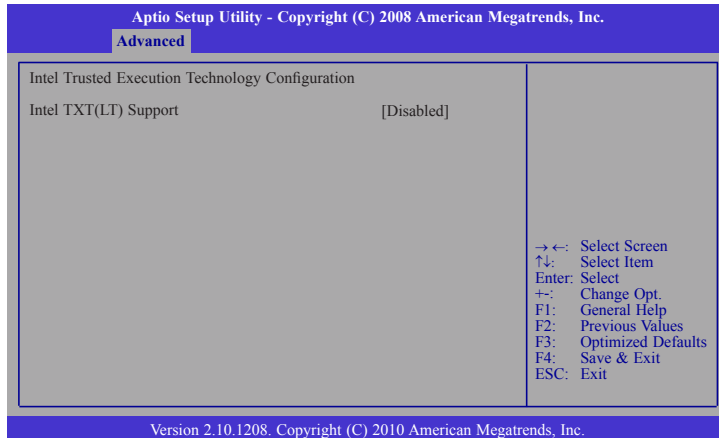 Aptio Setup Utility - Copyright (C) 2008 American Megatrends, Inc.
Advanced
Intel Trusted Execution Technology Configuration
Intel TXT(LT) Support [Disabled]
→ ←: Select Screen
↑↓: Select Item
Enter: Select
+-: Change Opt.
F1: General Help
F2: Previous Values
F3: Optimized Defaults
F4: Save & Exit
ESC: Exit
Version 2.10.1208. Copyright (C) 2010 American Megatrends, Inc.